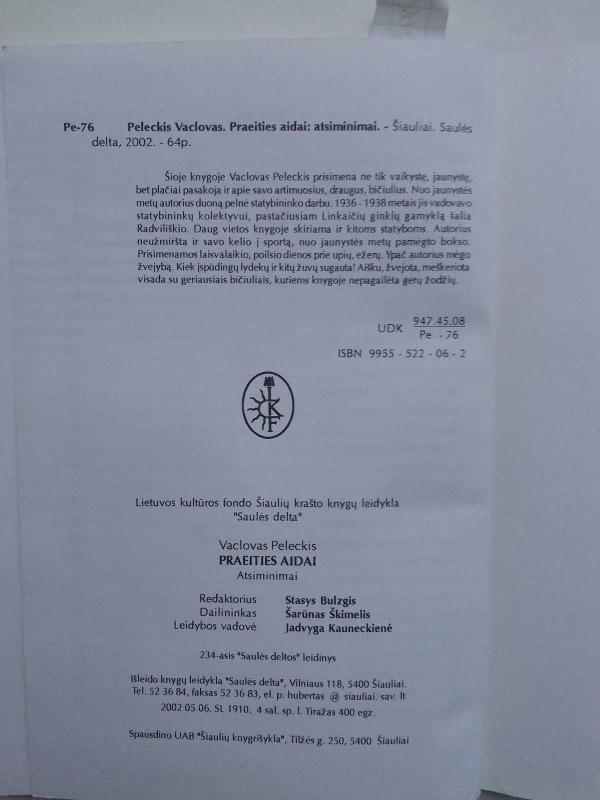 Pe-76 Peleckis Vaclovas. Praeities aidai: atsiminimai. - Šiauliai. Saulės
delta, 2002. - 64p.
Šioje knygoje Vaclovas Peleckis prisimena ne tik vaikystę, jaunystę,
bet plačiai pasakoja ir apie savo artimuosius, draugus, bičiulius. Nuo jaunystės
metų autorius duoną pelnė statybininko darbu. 1936 - 1938 metais jis vadovavo
statybininkų kolektyvui, pastačiusiam Linkaičių ginklų gamyklą šalia
Radviliškio. Daug vietos knygoje skiriama ir kitoms statyboms. Autorius
neužmiršta ir savo kelio į sportą, nuo jaunystės metų pamėgto bokso.
Prisimenamos laisvalaikio, poilsio dienos prie upių, ežerų. Ypač autorius mėgo
žvejybą. Kiek įspūdingų lydekų ir kitų žuvų sugauta! Aišku, žvejota, meškeriota
visada su geriausiais bičiuliais, kuriems knygoje nepagailėta gerų žodžių.
UDK 947.45.08
Pe - 76
ISBN 9955 - 522 - 06 - 2
LKF
Lietuvos kultūros fondo Šiaulių krašto knygų leidykla
"Saulės delta"
Vaclovas Peleckis
PRAEITIES AIDAI
Atsiminimai
Redaktorius Stasys Bulzgis
Dailininkas Šarūnas Škimelis
Leidybos vadovė Jadvyga Kauneckienė
234-asis "Saulės deltos" leidinys
Išleido knygų leidykla "Saulės delta", Vilniaus 118, 5400 Šiauliai.
Tel. 52 36 84, faksas 52 36 83, el. p. hubertas @ siauliai. sav. lt
2002 05 06. SL 1910. 4 sal. sp. l. Tiražas 400 egz.
Spausdino UAB "Šiaulių knygrišykla", Tilžės g. 250, 5400 Šiauliai